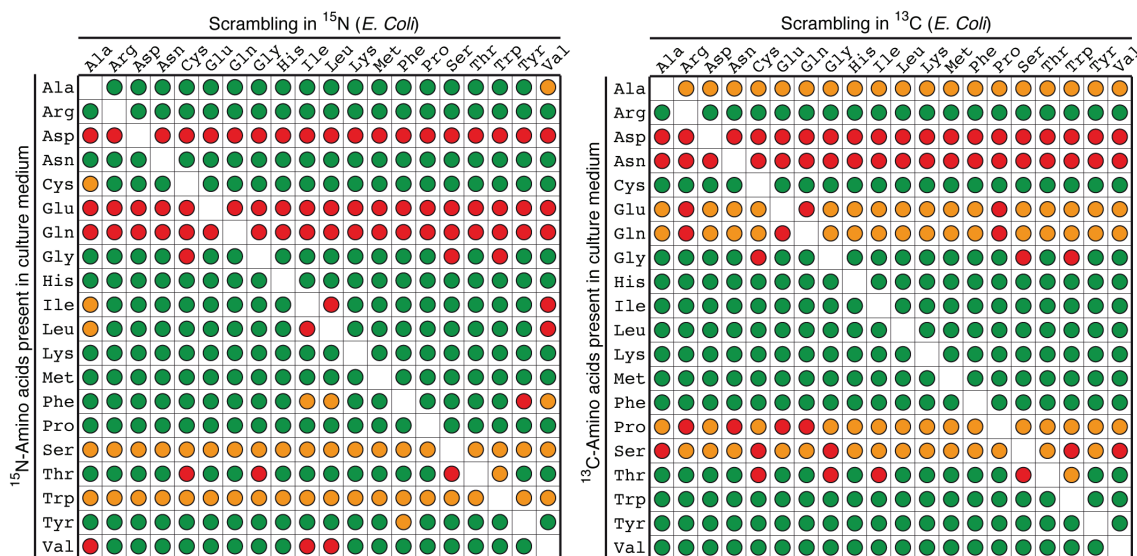 Scrambling in 15N (E. Coli)
Ala Arg Asp Asn Cys Glu Gln Gly His Ile Leu Lys Met Phe Pro Ser Thr Trp Tyr Val
15N-Amino acids present in culture medium
Ala
Arg
Asp
Asn
Cys
Glu
Gln
Gly
His
Ile
Leu
Lys
Met
Phe
Pro
Ser
Thr
Trp
Tyr
Val
Scrambling in 13C (E. Coli)
Ala Arg Asp Asn Cys Glu Gln Gly His Ile Leu Lys Met Phe Pro Ser Thr Trp Tyr Val
13C-Amino acids present in culture medium
Ala
Arg
Asp
Asn
Cys
Glu
Gln
Gly
His
Ile
Leu
Lys
Met
Phe
Pro
Ser
Thr
Trp
Tyr
Val